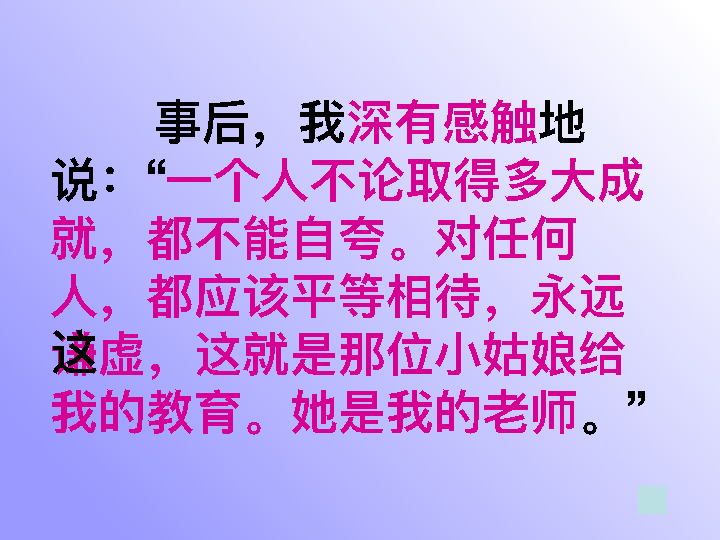 事后，我深有感触地
说：“一个人不论取得多大成
就，都不能自夸。对任何
人，都应该平等相待，永远
这虚，这就是那位小姑娘给
我的教育。她是我的老师。”